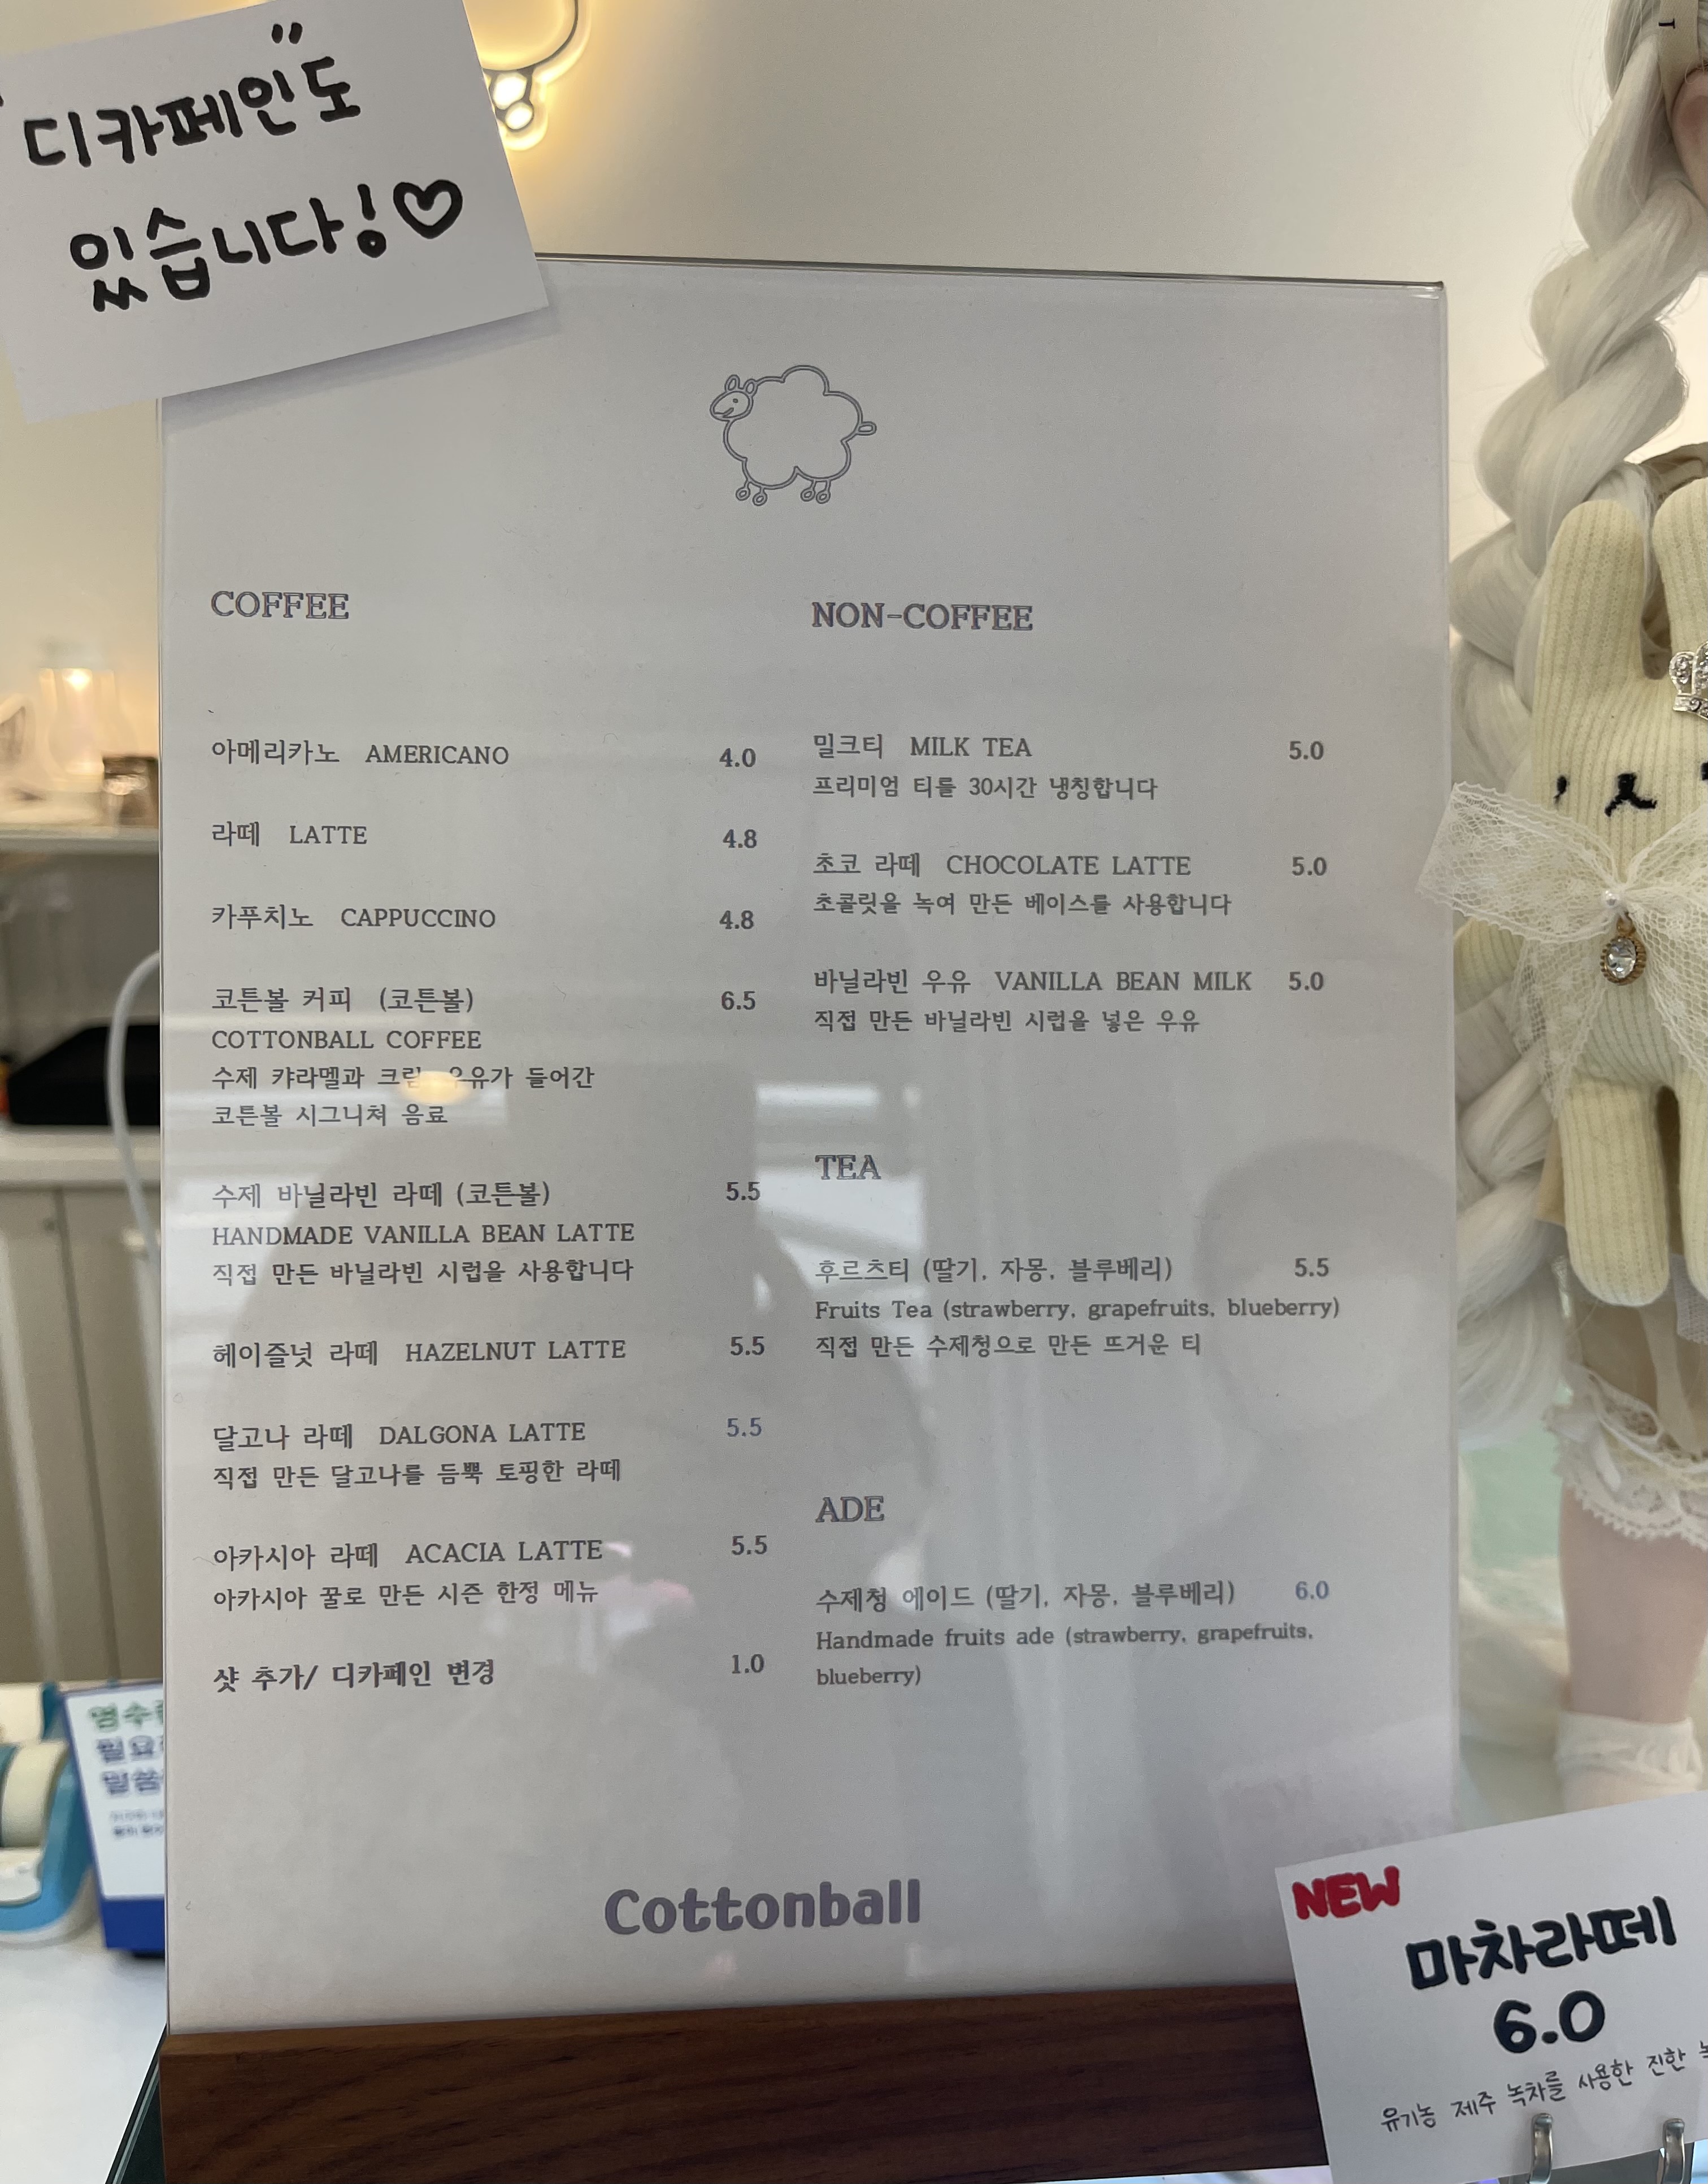 디카페인도
있습니다!♡
COFFEE
아메리카노 AMERICANO 4.0
라떼 LATTE 4.8
카푸치노 CAPPUCCINO 4.8
코튼볼 커피 (코튼볼) 6.5
COTTONBALL COFFEE
수제 캬라멜과 크림, 우유가 들어간
코튼볼 시그니쳐 음료
수제 바닐라빈 라떼 (코튼볼) 5.5
HANDMADE VANILLA BEAN LATTE
직접 만든 바닐라빈 시럽을 사용합니다
헤이즐넛 라떼 HAZELNUT LATTE 5.5
달고나 라떼 DALGONA LATTE 5.5
직접 만든 달고나를 듬뿍 토핑한 라떼
아카시아 라떼 ACACIA LATTE 5.5
아카시아 꿀로 만든 시즌 한정 메뉴
샷 추가/ 디카페인 변경 1.0
NON-COFFEE
밀크티 MILK TEA 5.0
프리미엄 티를 30시간 냉침합니다
초코 라떼 CHOCOLATE LATTE 5.0
초콜릿을 녹여 만든 베이스를 사용합니다
바닐라빈 우유 VANILLA BEAN MILK 5.0
직접 만든 바닐라빈 시럽을 넣은 우유
TEA
후르츠티 (딸기, 자몽, 블루베리) 5.5
Fruits Tea (strawberry, grapefruits, blueberry)
직접 만든 수제청으로 만든 뜨거운 티
ADE
수제청 에이드 (딸기, 자몽, 블루베리) 6.0
Handmade fruits ade (strawberry, grapefruits,
blueberry)
Cottonball
NEW
마차라떼
6.0
유기농 제주 녹차를 사용한 진한